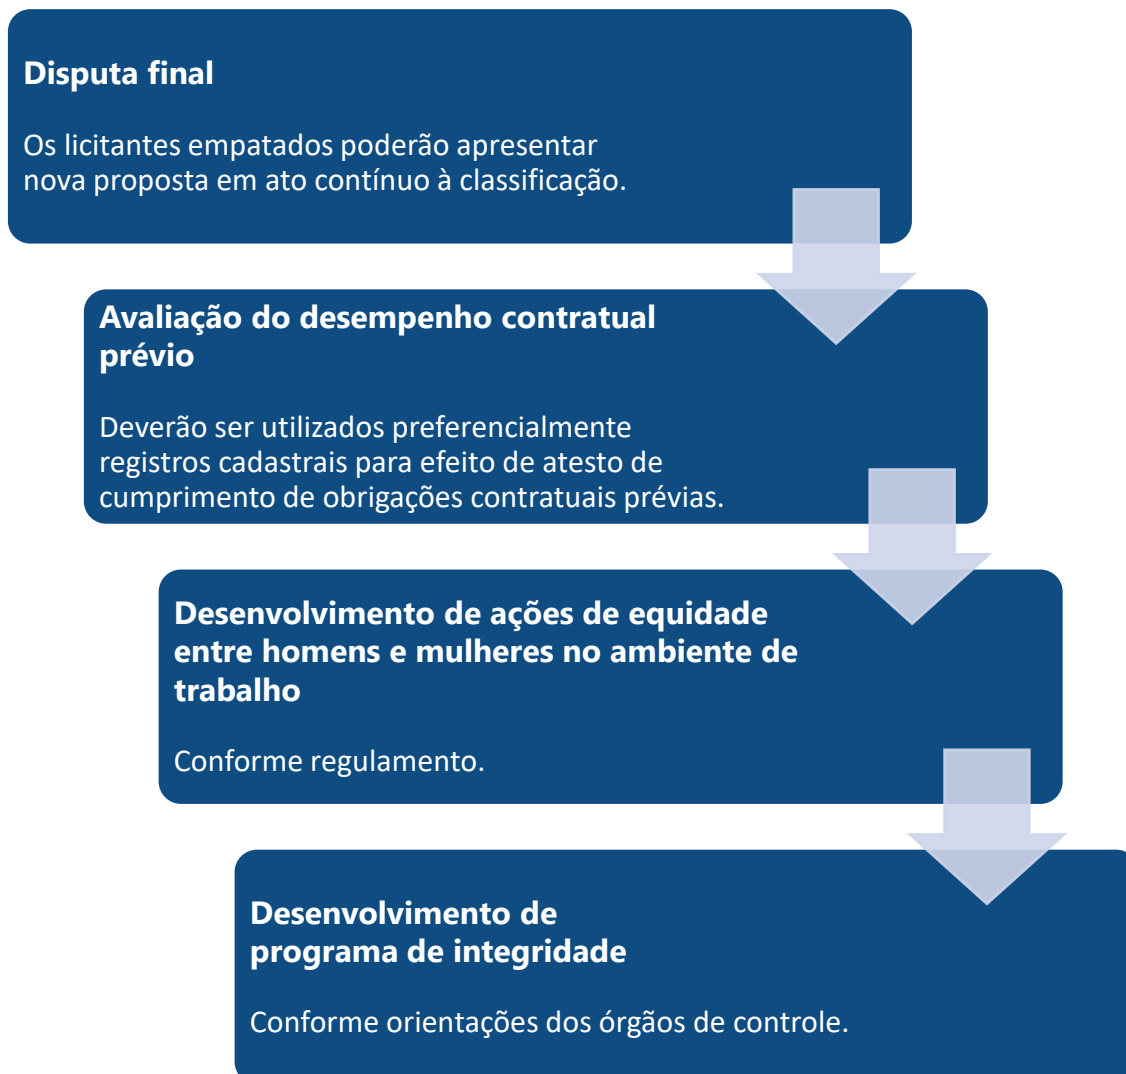 Disputa final
Os licitantes empatados poderão apresentar
nova proposta em ato contínuo à classificação.
Avaliação do desempenho contratual
prévio
Deverão ser utilizados preferencialmente
registros cadastrais para efeito de atesto de
cumprimento de obrigações contratuais prévias.
Desenvolvimento de ações de equidade
entre homens e mulheres no ambiente de
trabalho
Conforme regulamento.
Desenvolvimento de
programa de integridade
Conforme orientações dos órgãos de controle.